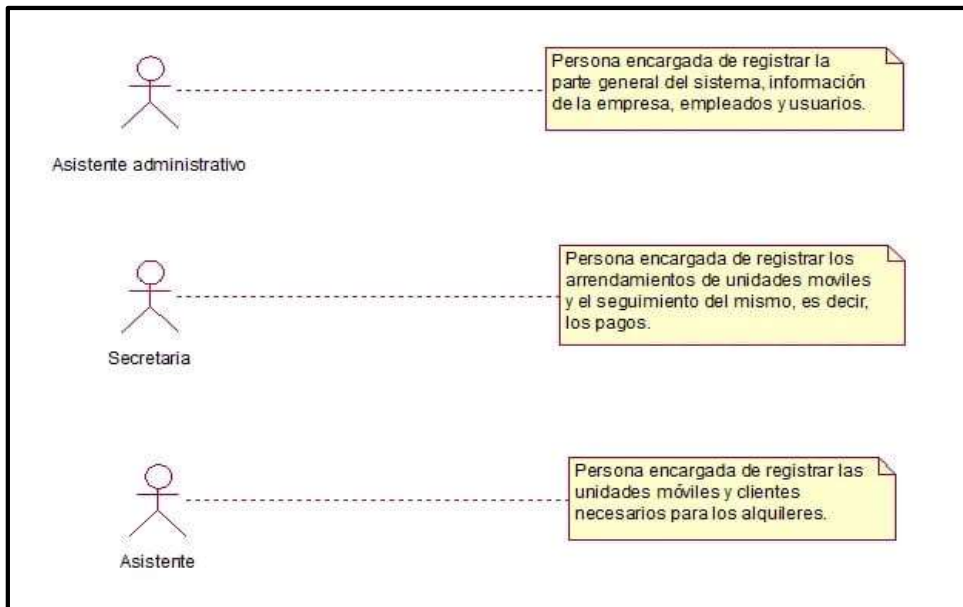 Persona encargada de registrar la
parte general del sistema, información
de la empresa, empleados y usuarios.
Asistente administrativo
Persona encargada de registrar los
arrendamientos de unidades moviles
y el seguimiento del mismo, es decir,
los pagos.
Secretaria
Persona encargada de registrar las
unidades móviles y clientes
necesarios para los alquileres.
Asistente